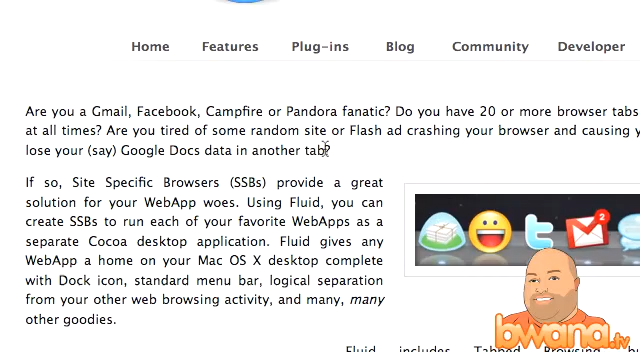 Home Features Plug-ins Blog Community Developer
Are you a Gmail, Facebook, Campfire or Pandora fanatic? Do you have 20 or more browser tabs
at all times? Are you tired of some random site or Flash ad crashing your browser and causing y
lose your (say) Google Docs data in another tab?
If so, Site Specific Browsers (SSBs) provide a great
solution for your WebApp woes. Using Fluid, you can
create SSBs to run each of your favorite WebApps as a
separate Cocoa desktop application. Fluid gives any
WebApp a home on your Mac OS X desktop complete
with Dock icon, standard menu bar, logical separation
from your other web browsing activity, and many, many
other goodies.
2
bwana.tv
Fluid includes Tabbed Browsing